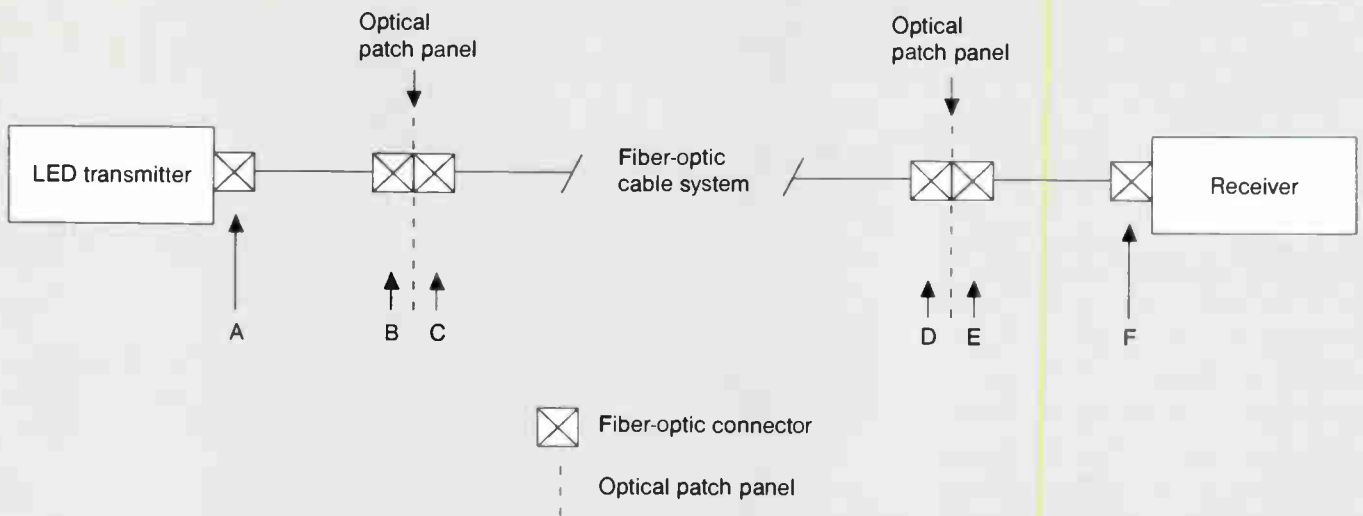 Optical
patch panel
Optical
patch panel
LED transmitter
Fiber-optic
cable system
Receiver
A
B
C
D
E
F
Fiber-optic connector
Optical patch panel